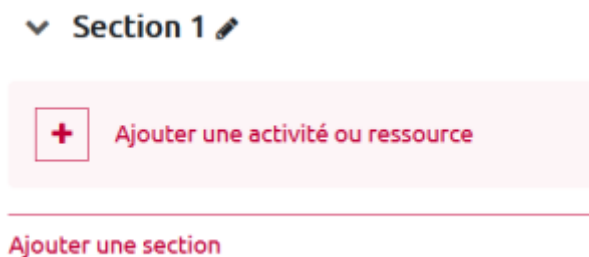 Section 1
Ajouter une activité ou ressource
Ajouter une section